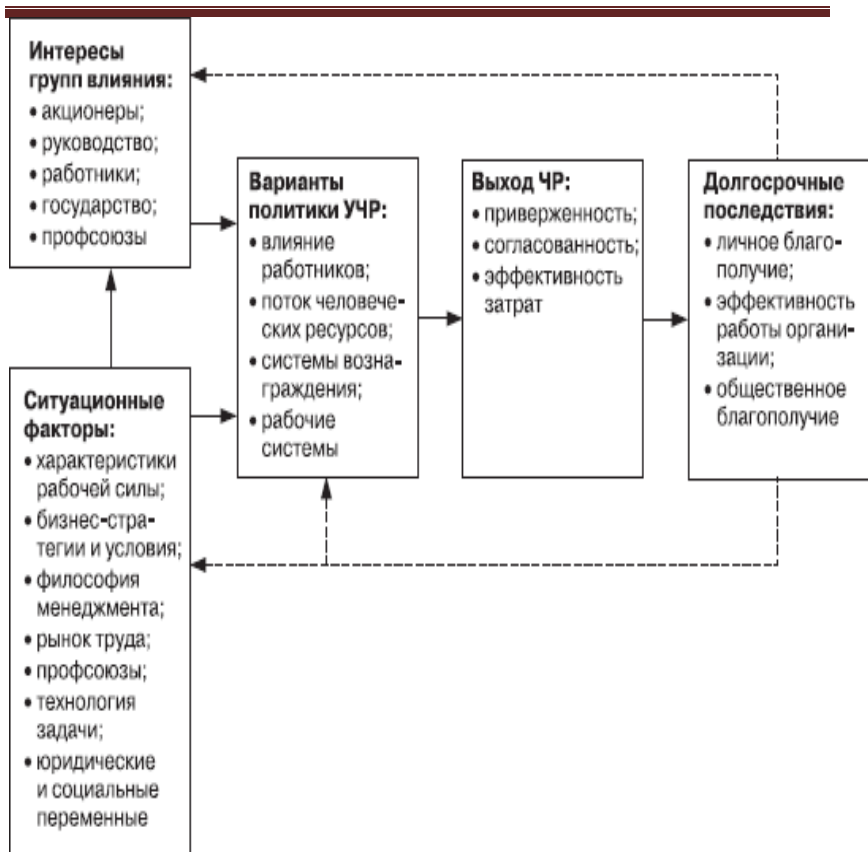 Интересы
групп влияния:
• акционеры;
• руководство;
• работники;
• государство;
• профсоюзы
Ситуационные
факторы:
• характеристики
рабочей силы;
• бизнес-стра-
тегии и условия;
• философия
менеджмента;
• рынок труда;
• профсоюзы;
• технология
задачи;
• юридические
и социальные
переменные
Варианты
политики УЧР:
• влияние
работников;
• поток человече-
ских ресурсов;
• системы возна-
граждения;
• рабочие
системы
Выход ЧР:
• приверженность;
• согласованность;
• эффективность
затрат
Долгосрочные
последствия:
• личное благо-
получие;
• эффективность
работы органи-
зации;
• общественное
благополучие